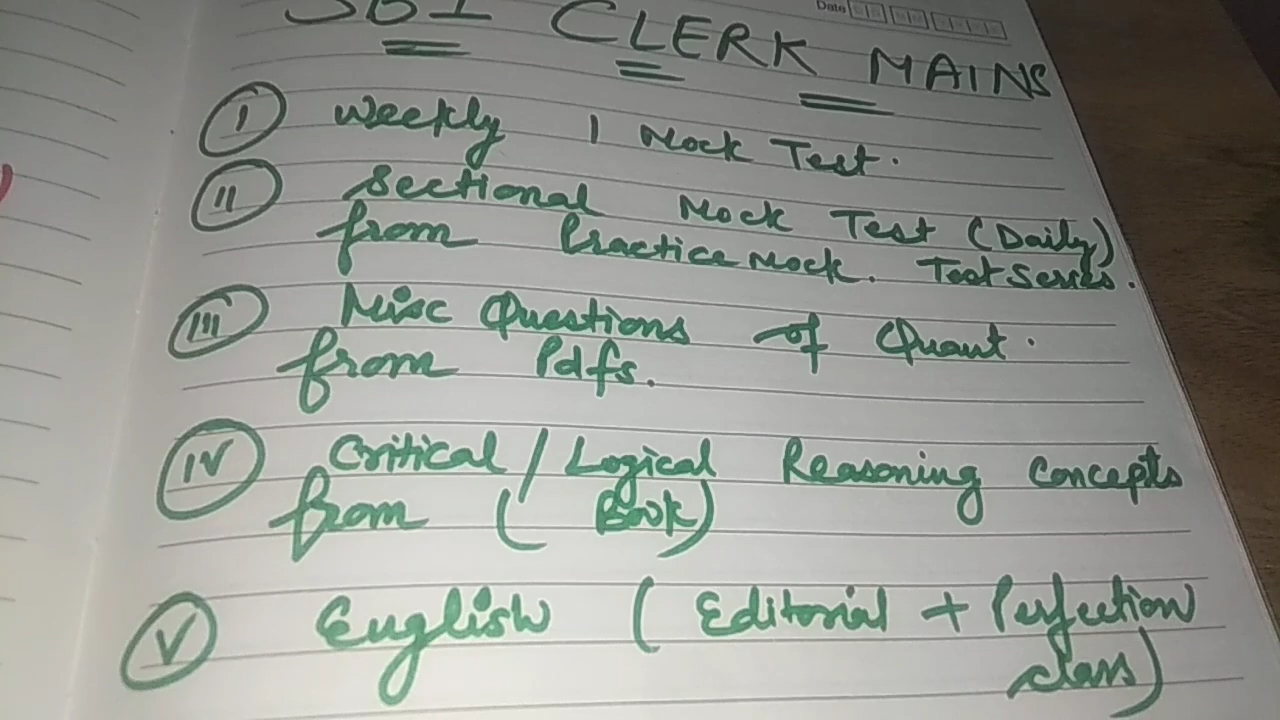 Date
SBI CLERK MAINS
I Weekly 1 Mock Test.
II Sectional Mock Test (Daily)
from Practice Mock. Test Series.
III Misc Questions of Quant.
from Pdfs.
IV Critical / Logical Reasoning Concepts
from ( Book)
V English ( Editorial + Perfection
class)